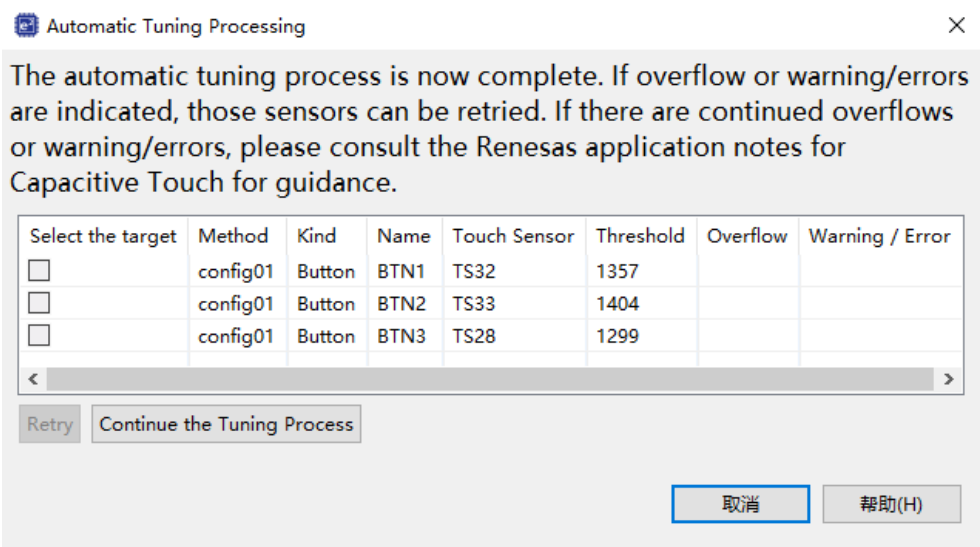 Automatic Tuning Processing
The automatic tuning process is now complete. If overflow or warning/errors
are indicated, those sensors can be retried. If there are continued overflows
or warning/errors, please consult the Renesas application notes for
Capacitive Touch for guidance.
Select the target Method Kind Name Touch Sensor Threshold Overflow Warning / Error
config01 Button BTN1 TS32 1357
config01 Button BTN2 TS33 1404
config01 Button BTN3 TS28 1299
Retry Continue the Tuning Process
取消 帮助(H)